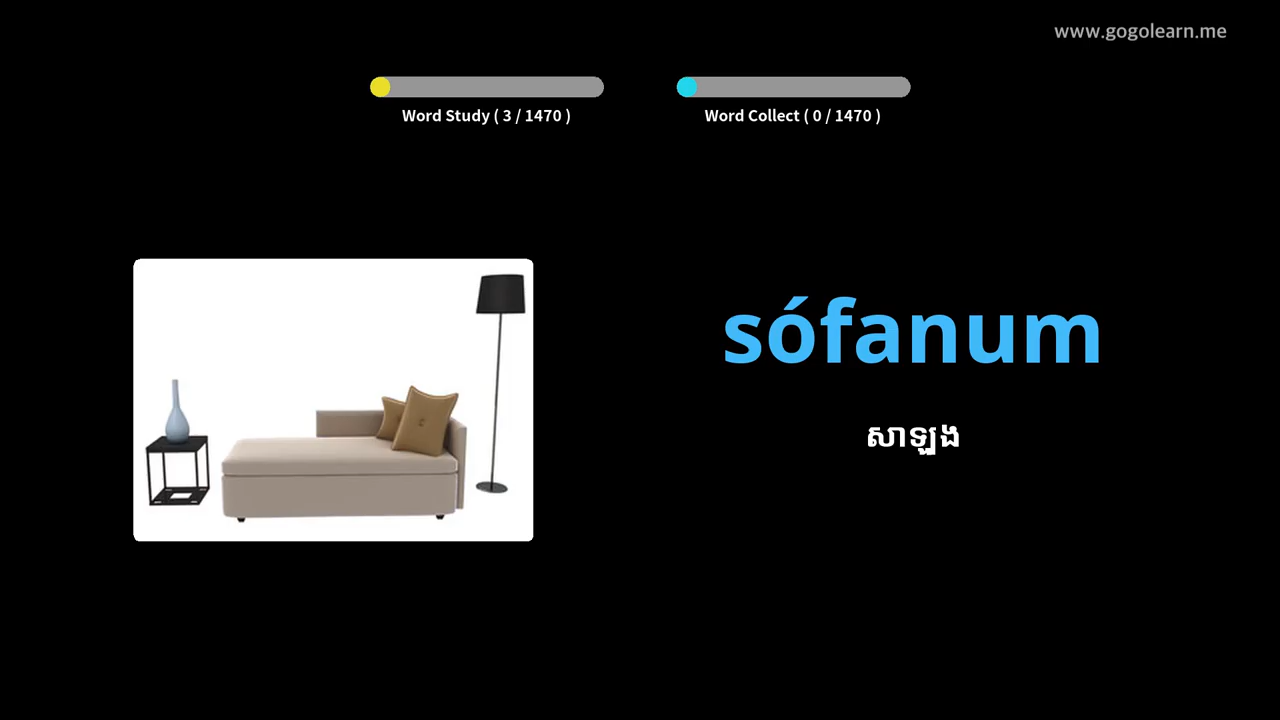 www.gogolearn.me
Word Study ( 3 / 1470 )
Word Collect ( 0 / 1470 )
sófanum
សាឡុង